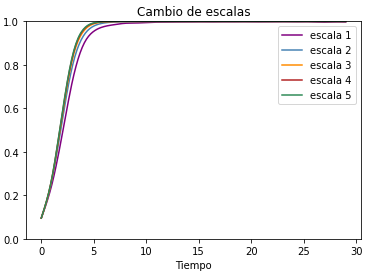 Cambio de escalas
1.0
0.8
0.6
0.4
0.2
0.0
escala 1
escala 2
escala 3
escala 4
escala 5
0 5 10 15 20 25 30
Tiempo